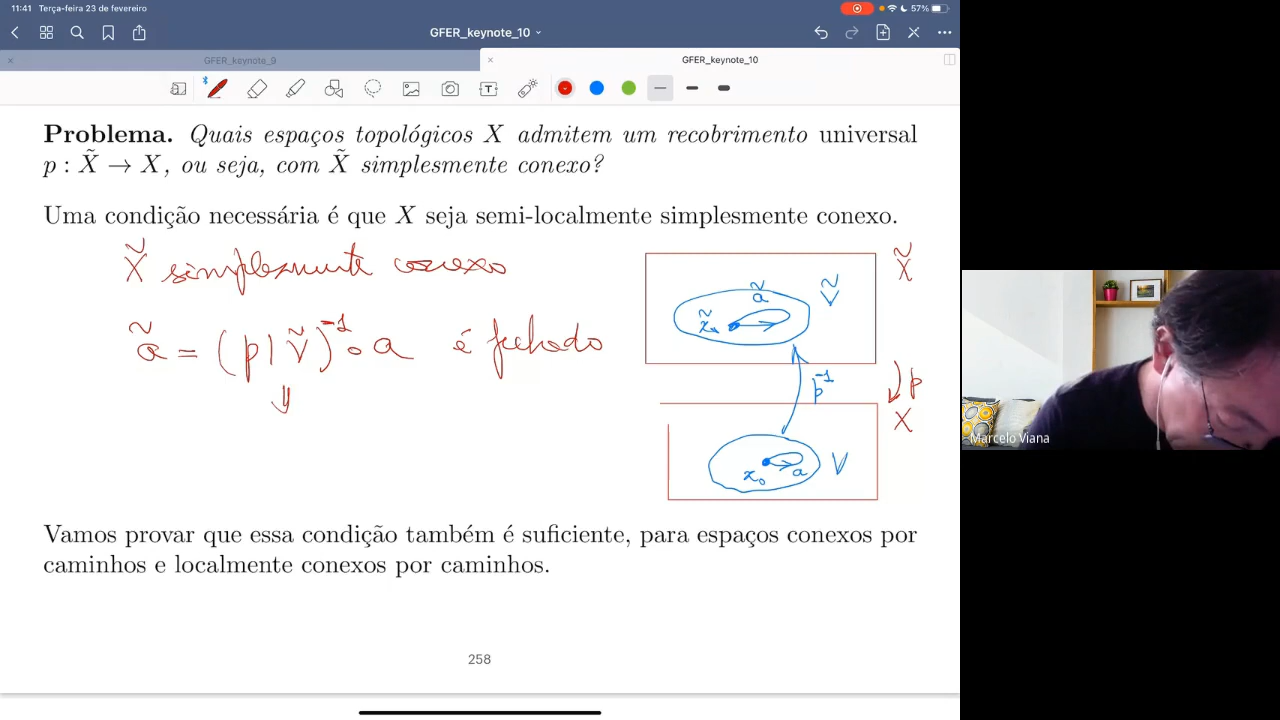 11:41 Terça-feira 23 de fevereiro
57%
GFER_keynote_10
GFER_keynote_9
GFER_keynote_10
Problema. Quais espaços topológicos X admitem um recobrimento universal
p : X̃ → X, ou seja, com X̃ simplesmente conexo?
Uma condição necessária é que X seja semi-localmente simplesmente conexo.
X̃ simplesmente conexo
ã = (p|Ṽ)⁻¹∘a é fechado
⇓
X̃
Ṽ
ã
x̃₀
p⁻¹
p
X
V
x₀
a
Marcelo Viana
Vamos provar que essa condição também é suficiente, para espaços conexos por
caminhos e localmente conexos por caminhos.
258